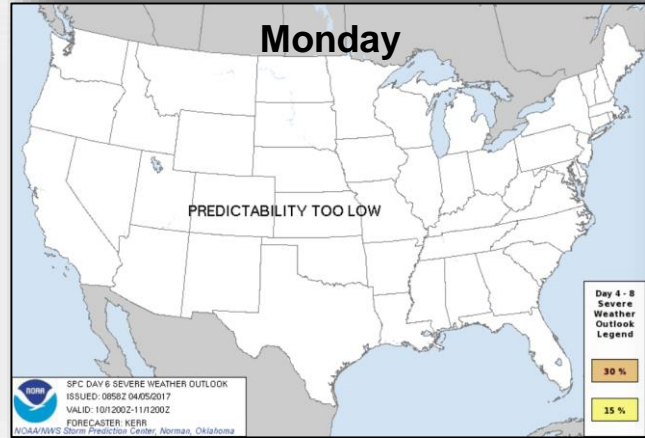 Monday
PREDICTABILITY TOO LOW
Day 4 - 8
Severe
Weather
Outlook
Legend
30 %
15 %
NOAA
SPC DAY 6 SEVERE WEATHER OUTLOOK
ISSUED: 0858Z 04/05/2017
VALID: 10/1200Z-11/1200Z
FORECASTER: KERR
NOAA/NWS Storm Prediction Center, Norman, Oklahoma